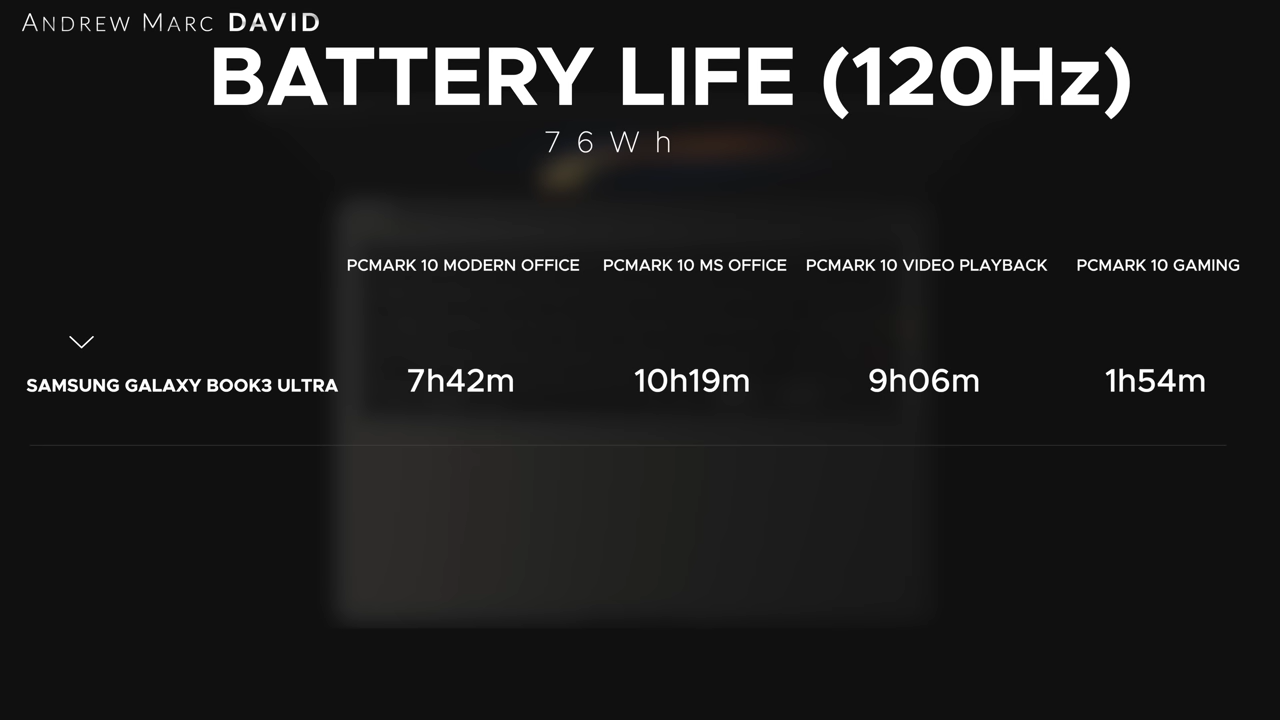 ANDREW MARC DAVID
BATTERY LIFE (120Hz)
76Wh
PCMARK 10 MODERN OFFICE PCMARK 10 MS OFFICE PCMARK 10 VIDEO PLAYBACK PCMARK 10 GAMING
SAMSUNG GALAXY BOOK3 ULTRA 7h42m 10h19m 9h06m 1h54m